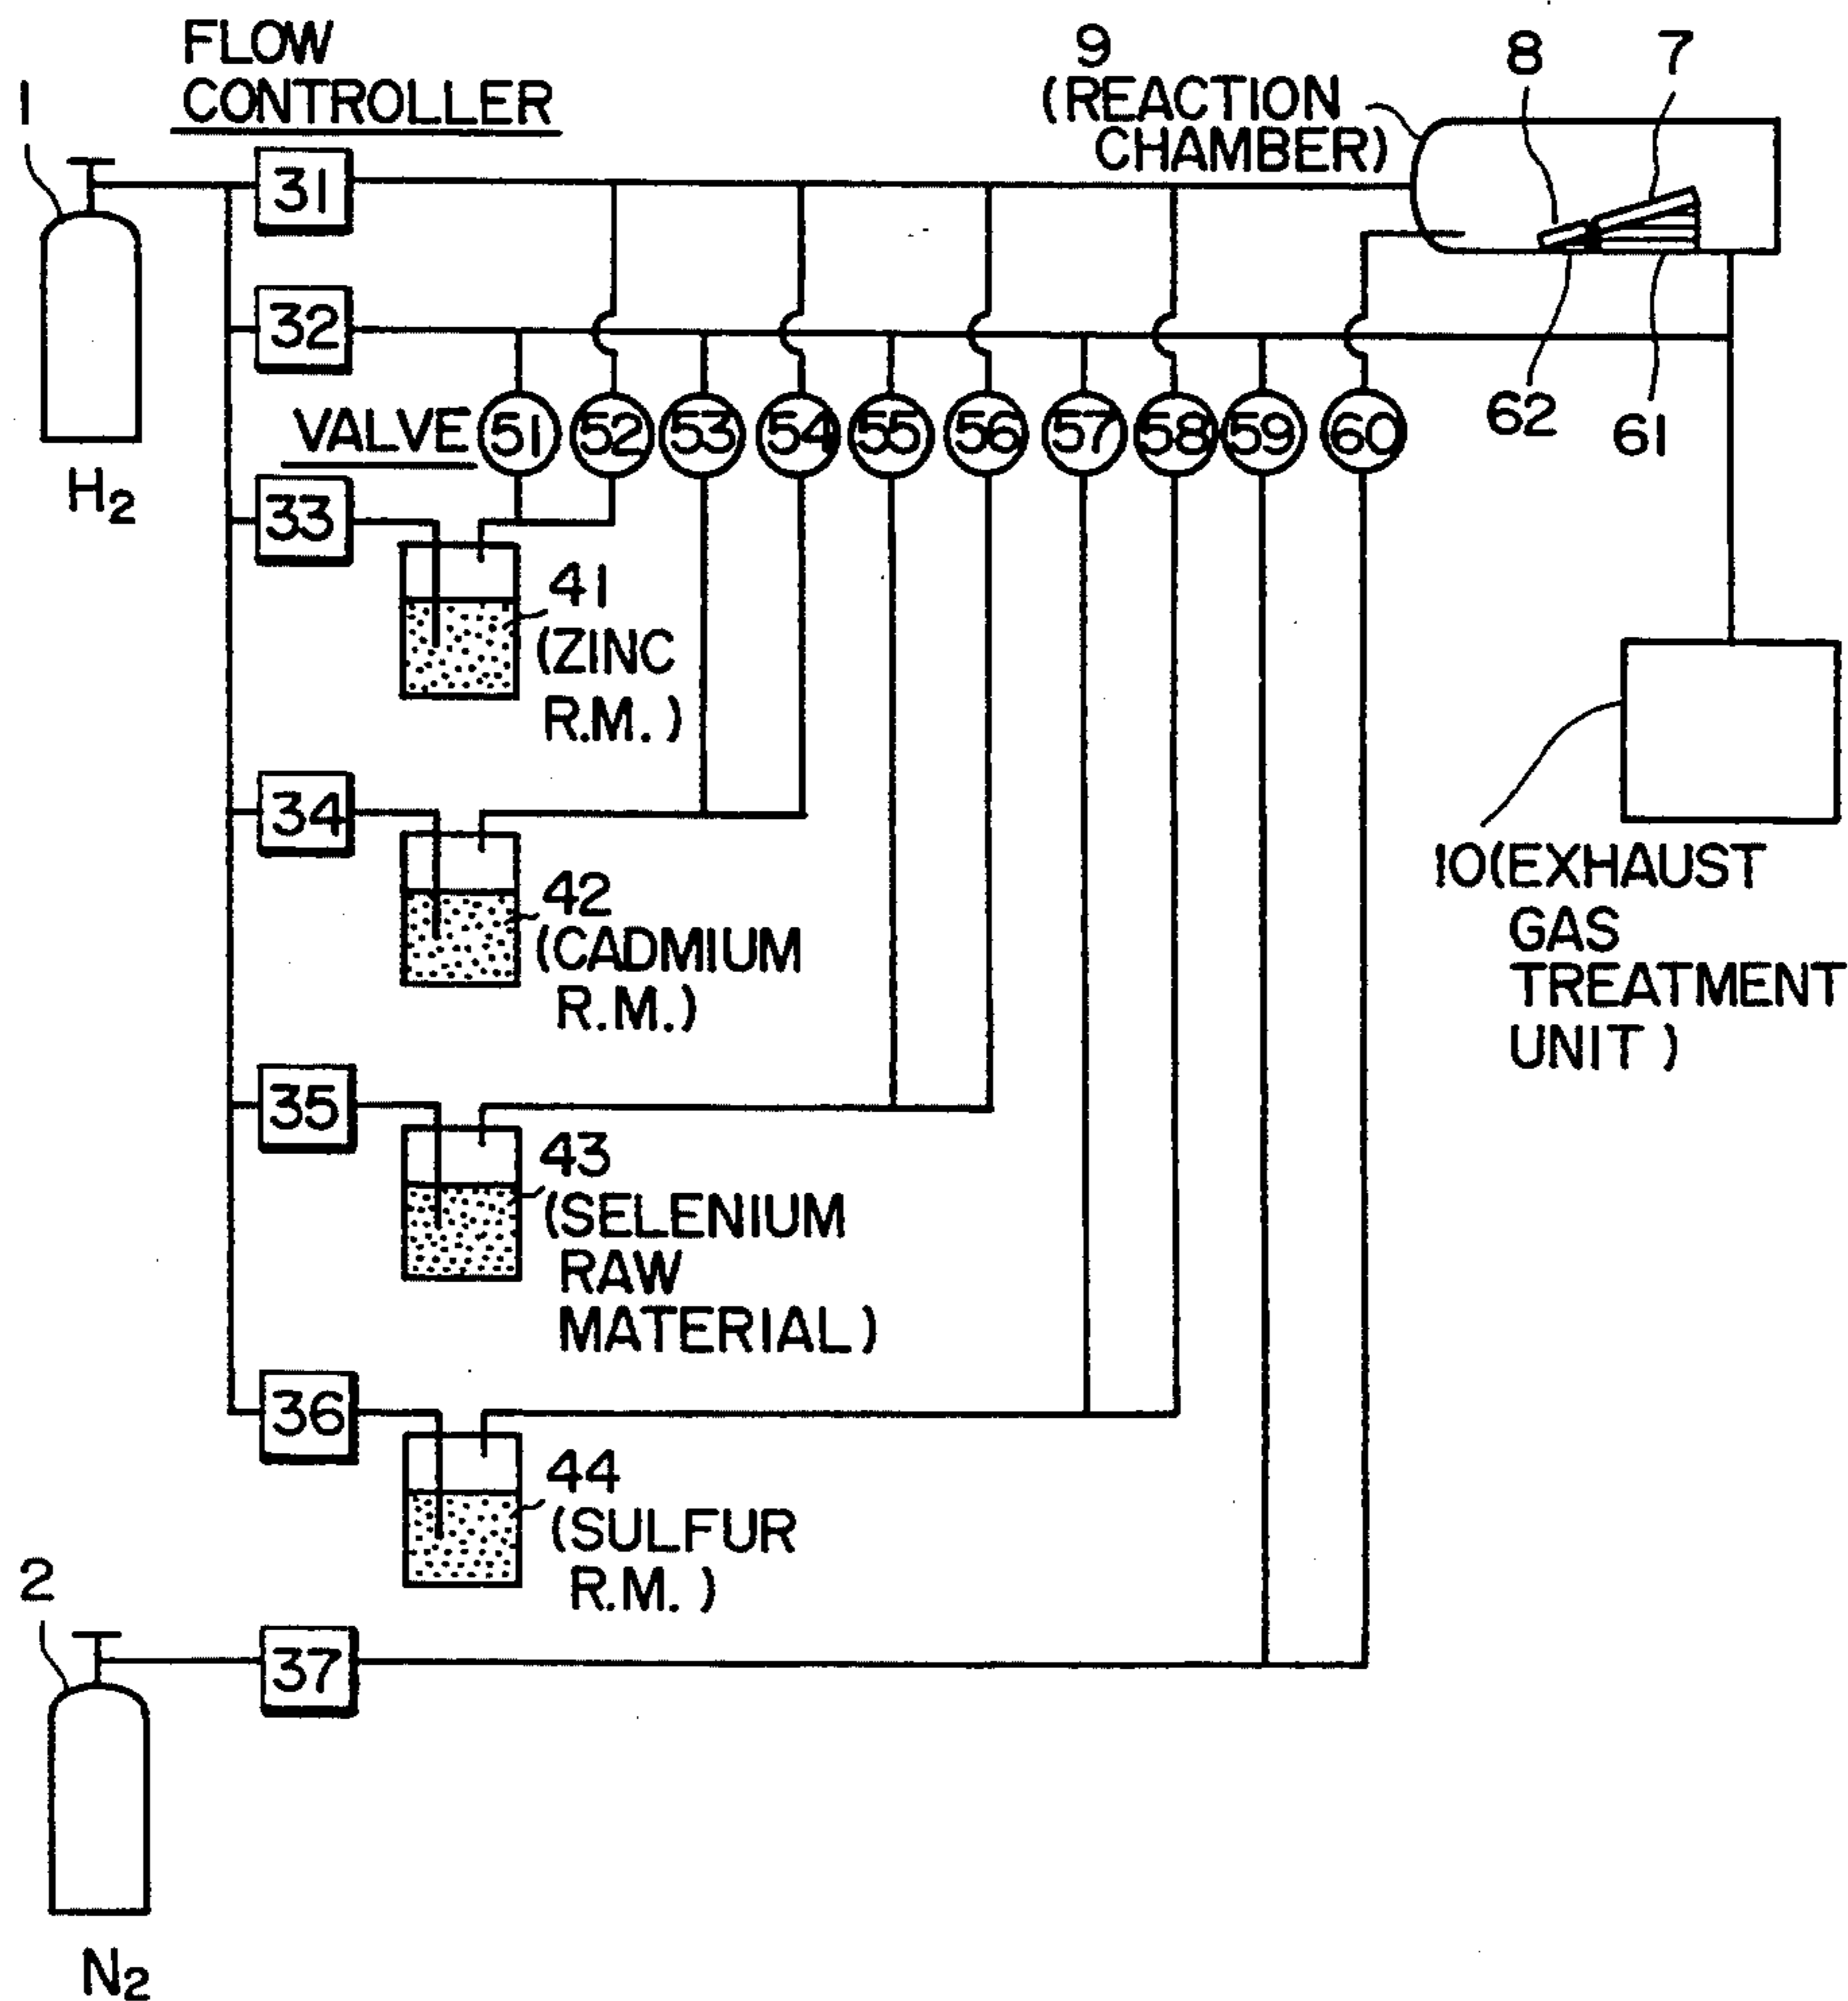 FLOW
CONTROLLER
1
9
(REACTION
CHAMBER)
8
7
31
32
VALVE
51
52
53
54
55
56
57
58
59
60
62
61
H2
33
41
(ZINC
R.M.)
34
42
(CADMIUM
R.M.)
10(EXHAUST
GAS
TREATMENT
UNIT)
35
43
(SELENIUM
RAW
MATERIAL)
36
44
(SULFUR
R.M.)
2
37
N2